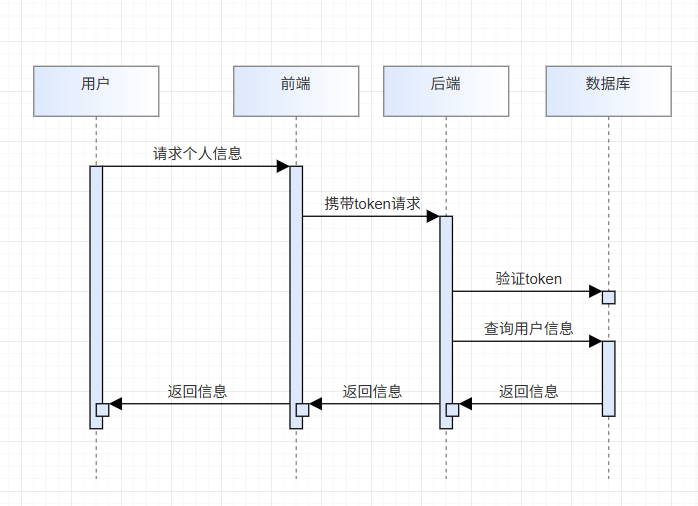 用户
前端
后端
数据库
请求个人信息
携带token请求
验证token
查询用户信息
返回信息
返回信息
返回信息